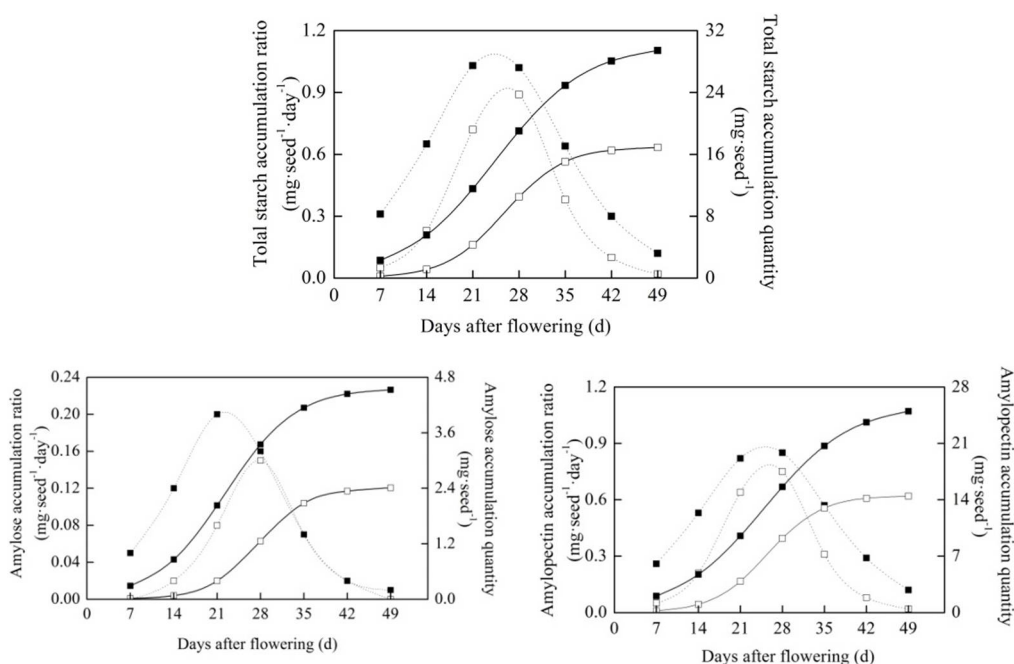 Tolal starch accumulation ratio
(mg·seed⁻¹·day⁻¹)
1.2
0.9
0.6
0.3
0.0
32
24
16
8
0
Total starch accumulation quantity
(mg·seed⁻¹)
0 7 14 21 28 35 42 49
Days after flowering (d)
Amylose accumulation ratio
(mg·seed⁻¹·day⁻¹)
0.24
0.20
0.16
0.12
0.08
0.04
0.00
4.8
3.6
2.4
1.2
0.0
Amylose accumulation quantity
(mg·seed⁻¹)
0 7 14 21 28 35 42 49
Days after flowering (d)
Amylopectin accumulation ratio
(mg·seed⁻¹·day⁻¹)
1.2
0.9
0.6
0.3
0.0
28
21
14
7
0
Amylopectin accumulation quantity
(mg·seed⁻¹)
0 7 14 21 28 35 42 49
Days after flowering (d)